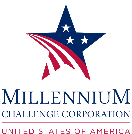 MILLENNIUM
CHALLENGE CORPORATION
UNITED STATES OF AMERICA